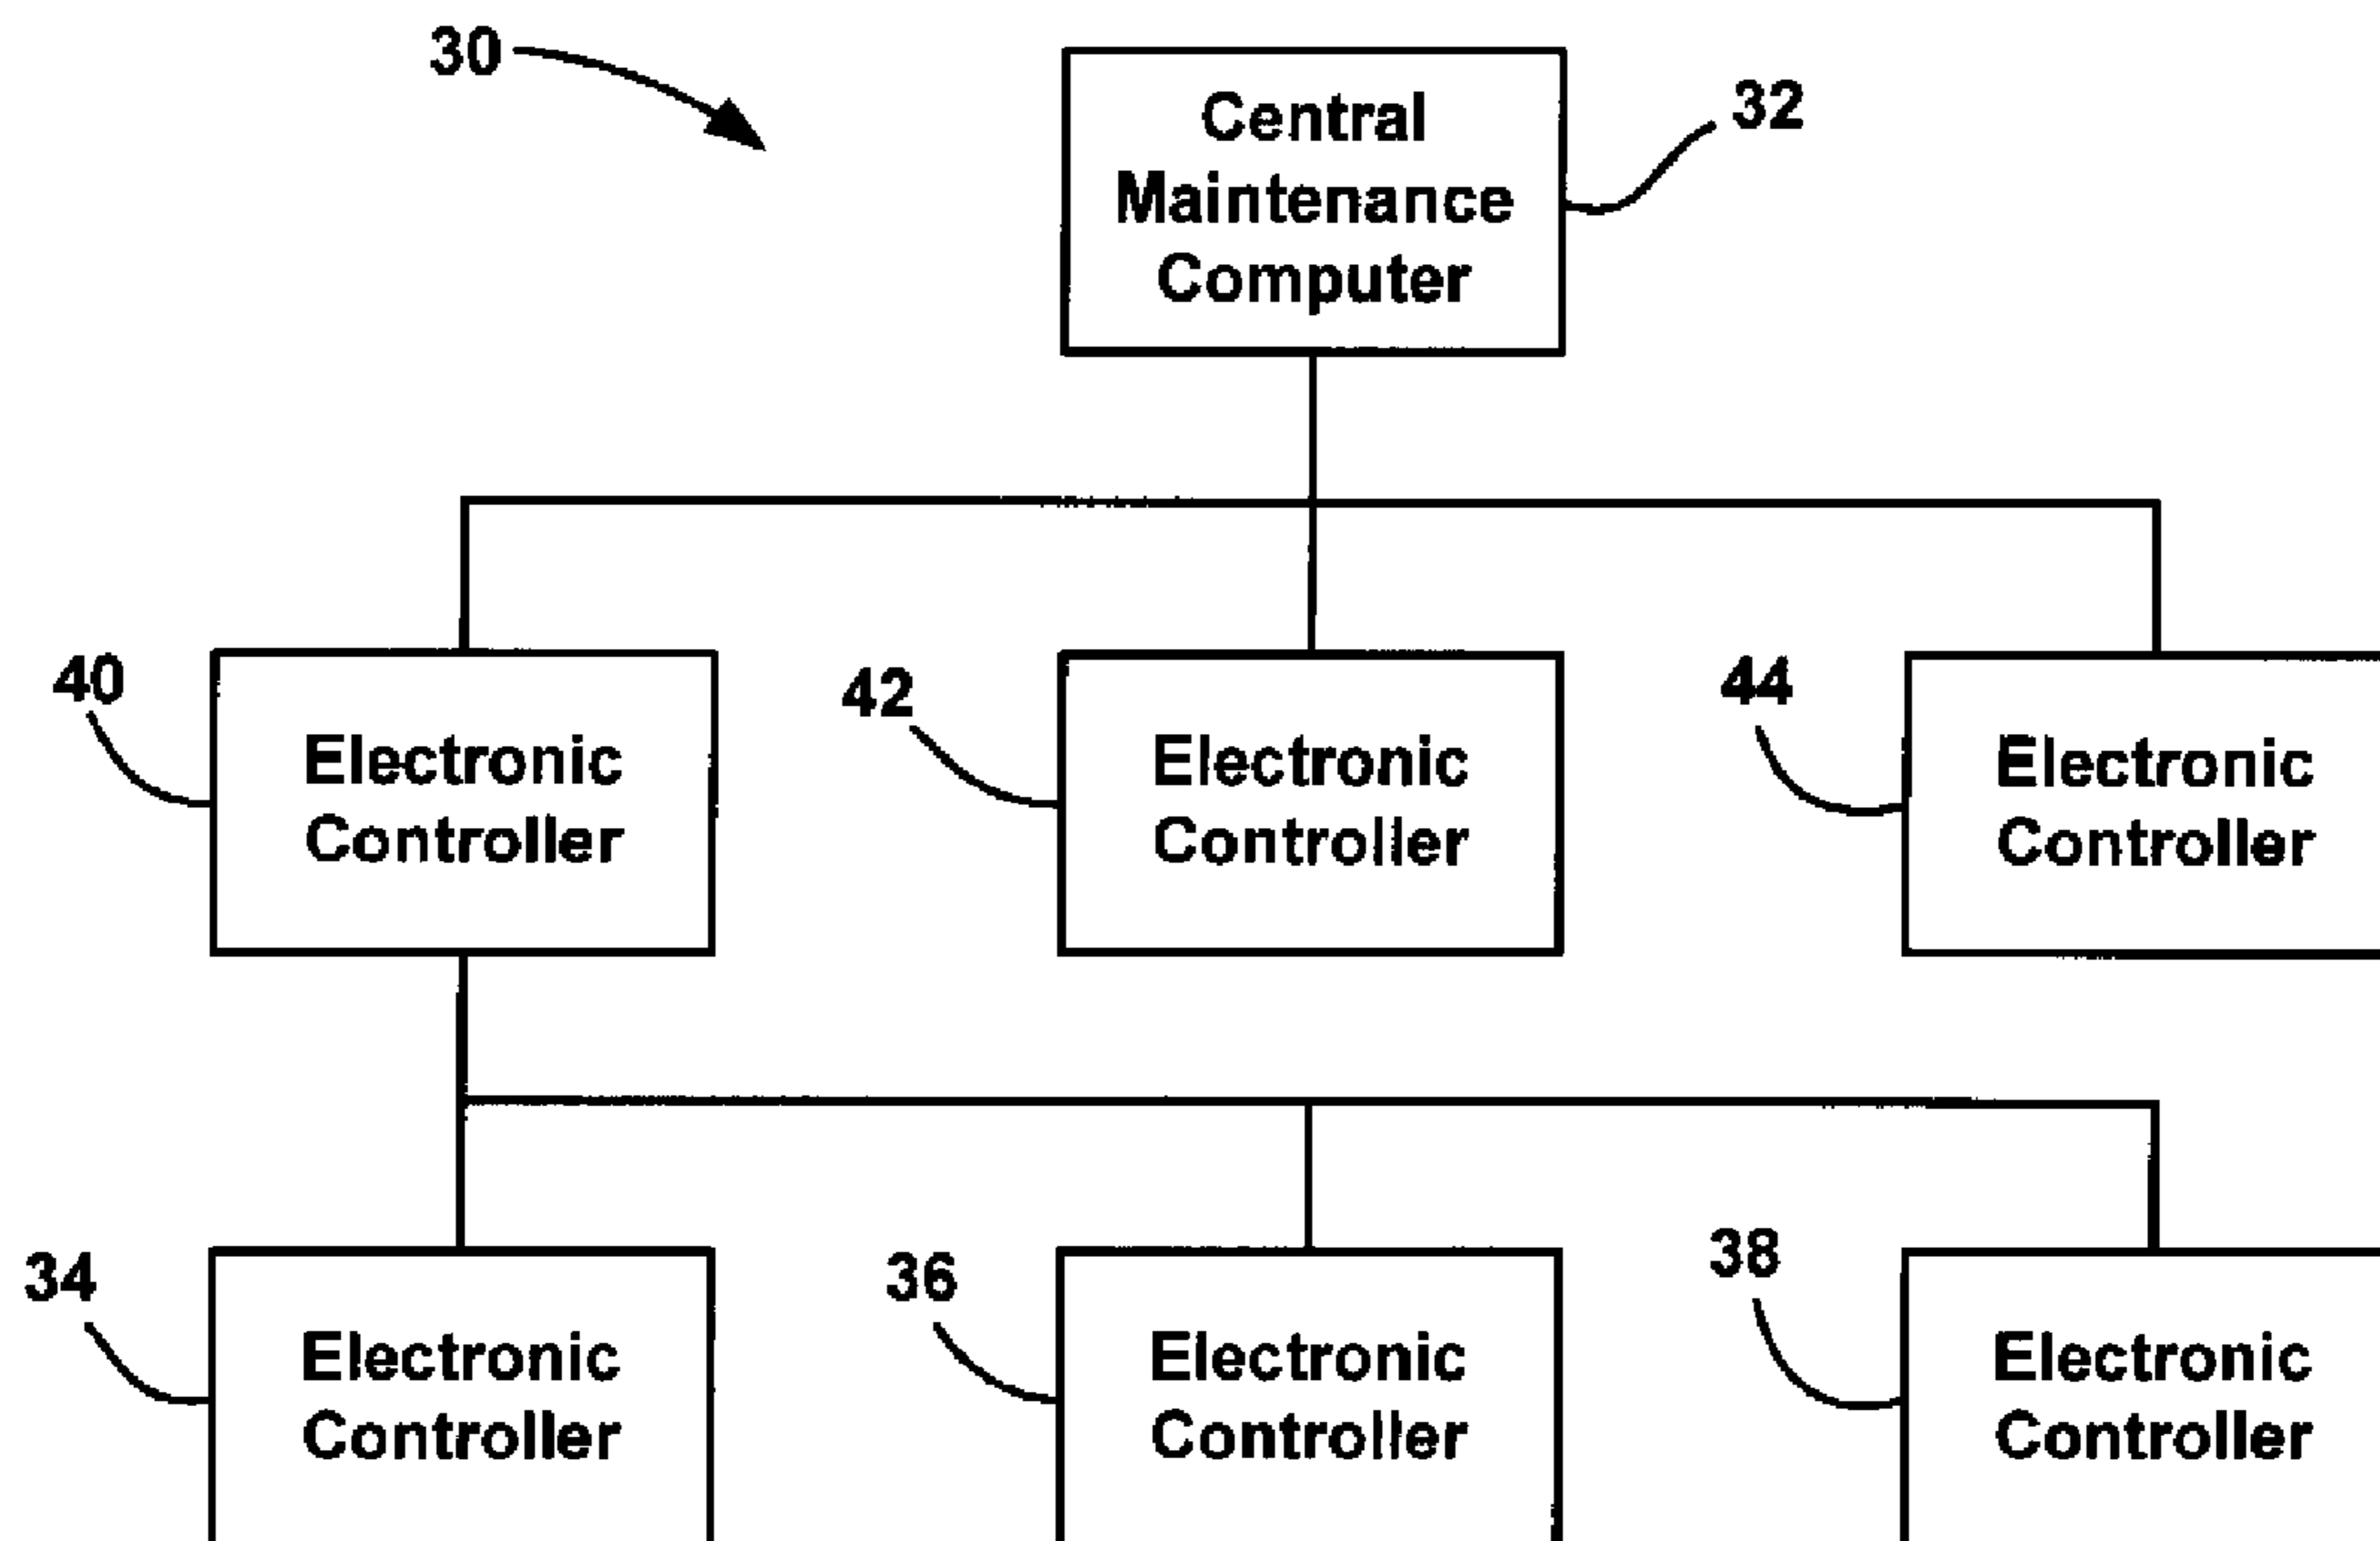 30
Central
Maintenance
Computer
32
40
Electronic
Controller
42
Electronic
Controller
44
Electronic
Controller
34
Electronic
Controller
36
Electronic
Controller
38
Electronic
Controller